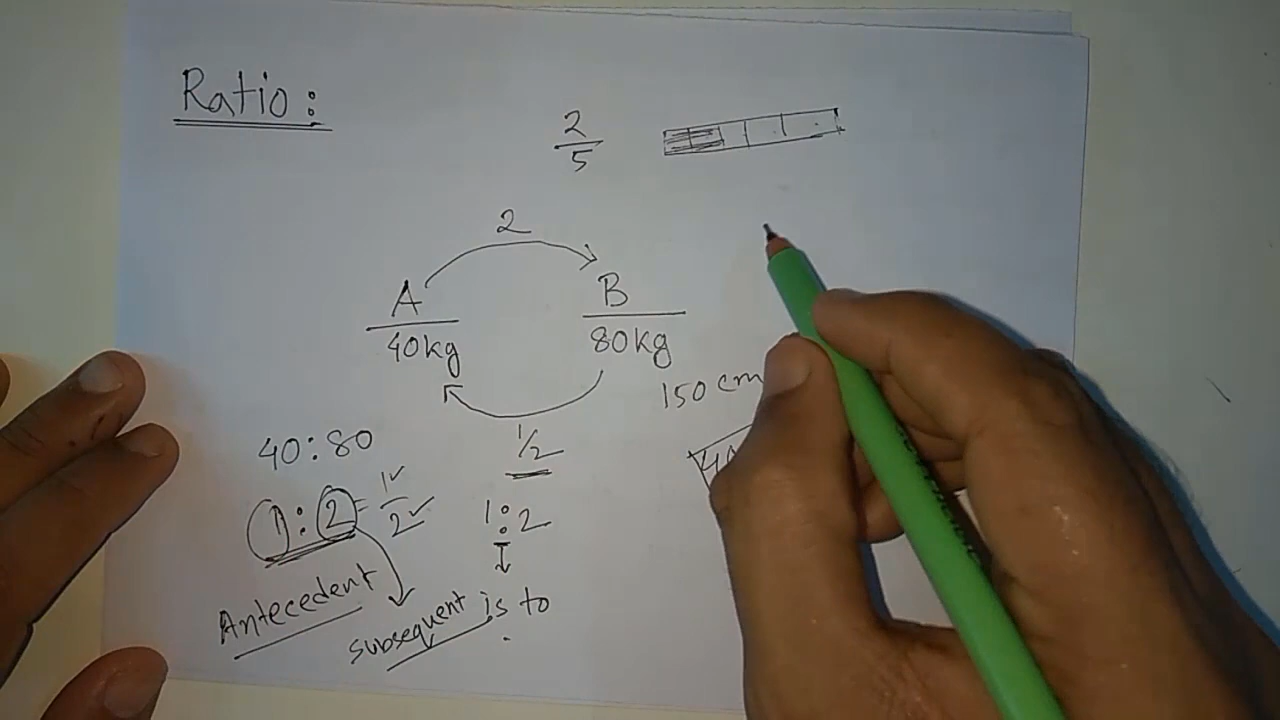 Ratio:
2/5
2
A B
40kg 80kg
150 cm
40:80
1/2
1:2 = 1/2
1:2
Antecedent
subsequent is to